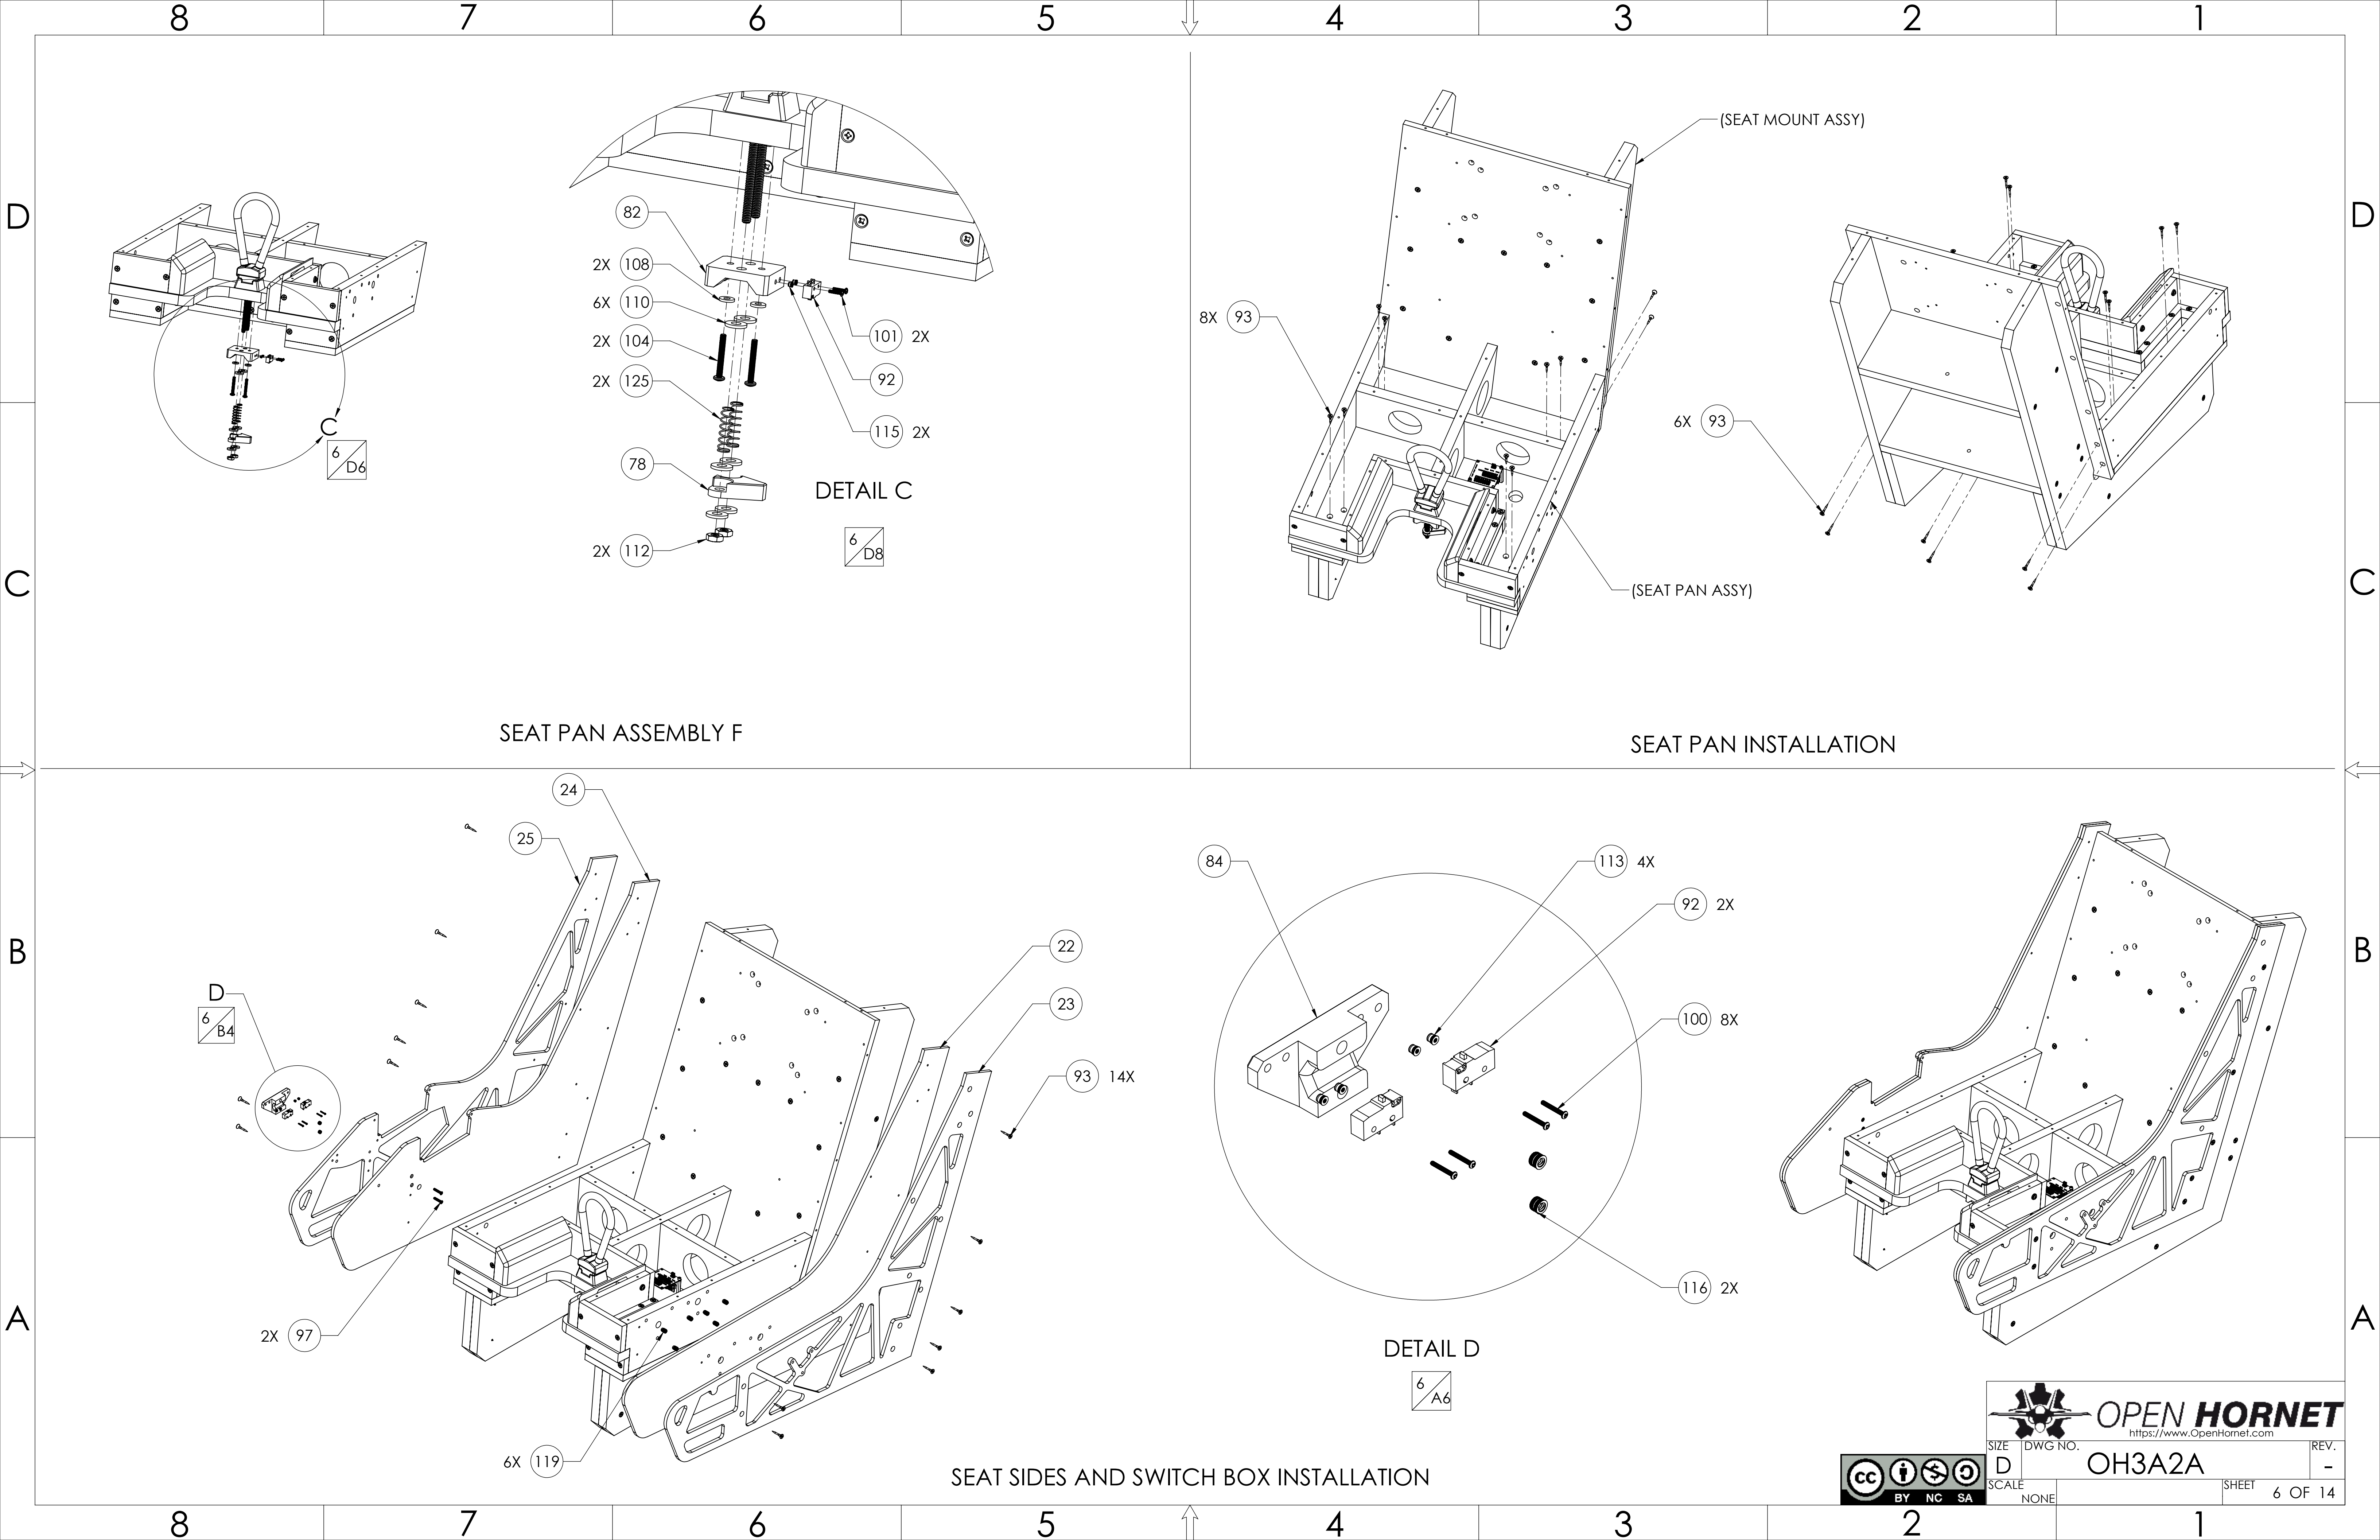 8 7 6 5 4 3 2 1
D
C
B
A
D
C
B
A
82
2X 108
6X 110
2X 104
2X 125
78
2X 112
101 2X
92
115 2X
C
6
D6
DETAIL C
6
D8
SEAT PAN ASSEMBLY F
(SEAT MOUNT ASSY)
8X 93
6X 93
(SEAT PAN ASSY)
SEAT PAN INSTALLATION
24
25
22
23
93 14X
D
6
B4
2X 97
6X 119
84
113 4X
92 2X
100 8X
116 2X
DETAIL D
6
A6
SEAT SIDES AND SWITCH BOX INSTALLATION
cc
BY NC SA
OPEN HORNET
https://www.OpenHornet.com
SIZE
D
DWG NO.
OH3A2A
REV.
-
SCALE
NONE
SHEET
6 OF 14
8 7 6 5 4 3 2 1